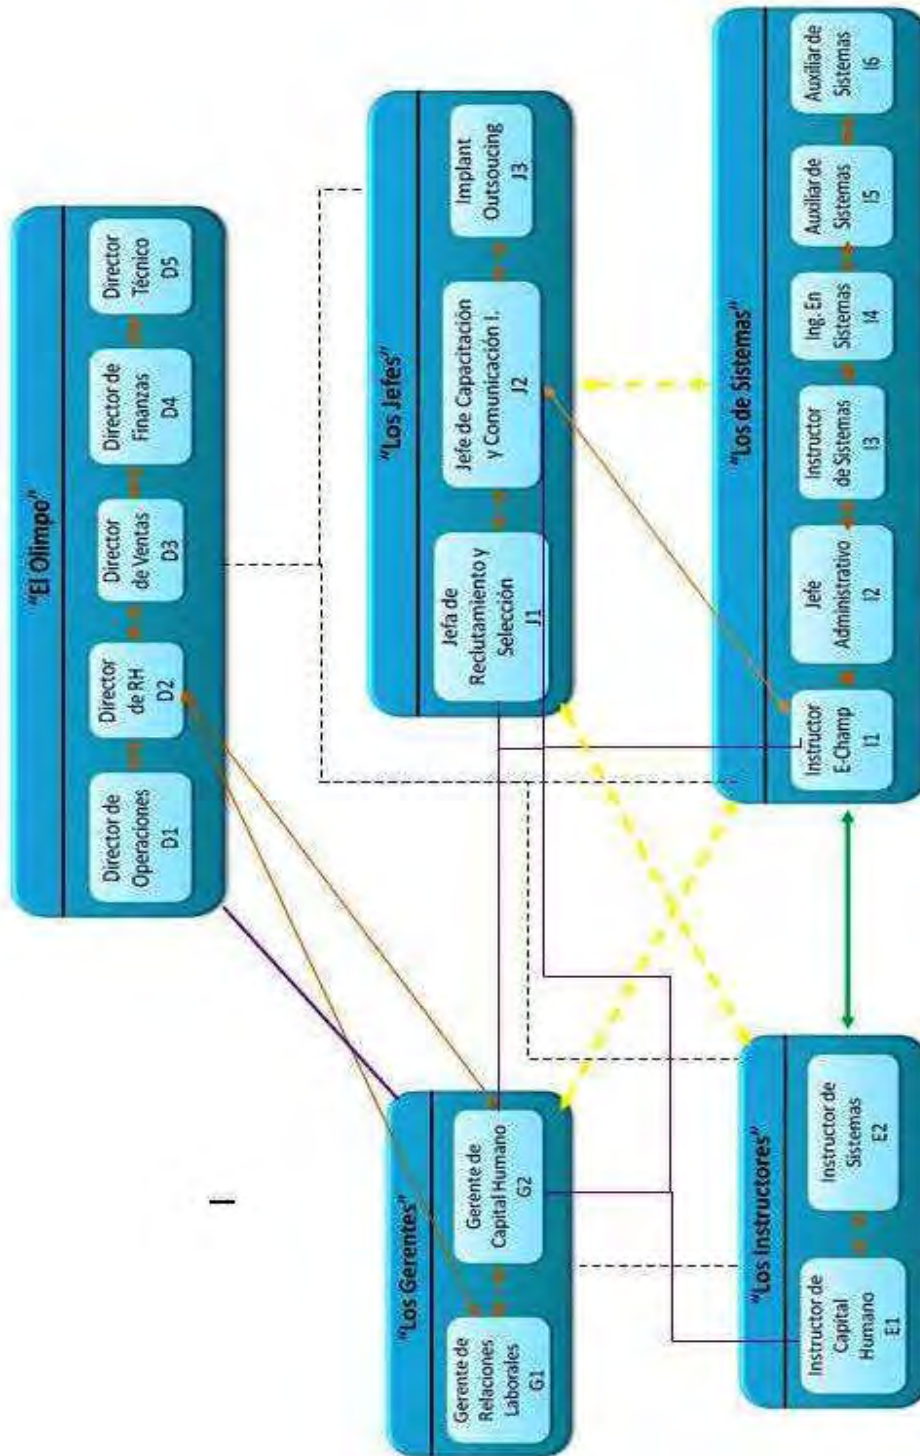 "El Olimpo"
Director de
Operaciones
D1
Director
de RH
D2
Director
de Ventas
D3
Director de
Finanzas
D4
Director
Técnico
D5
"Los Gerentes"
Gerente de
Relaciones
Laborales
G1
Gerente de
Capital Humano
G2
"Los Jefes"
Jefa de
Reclutamiento y
Selección
J1
Jefe de Capacitación
y Comunicación I.
J2
Implant
Outsoucing
J3
"Los Instructores"
Instructor de
Capital
Humano
E1
Instructor de
Sistemas
E2
"Los de Sistemas"
Instructor
E-Champ
I1
Jefe
Administrativo
I2
Instructor
de Sistemas
I3
Ing. En
Sistemas
I4
Auxiliar de
Sistemas
I5
Auxiliar de
Sistemas
I6